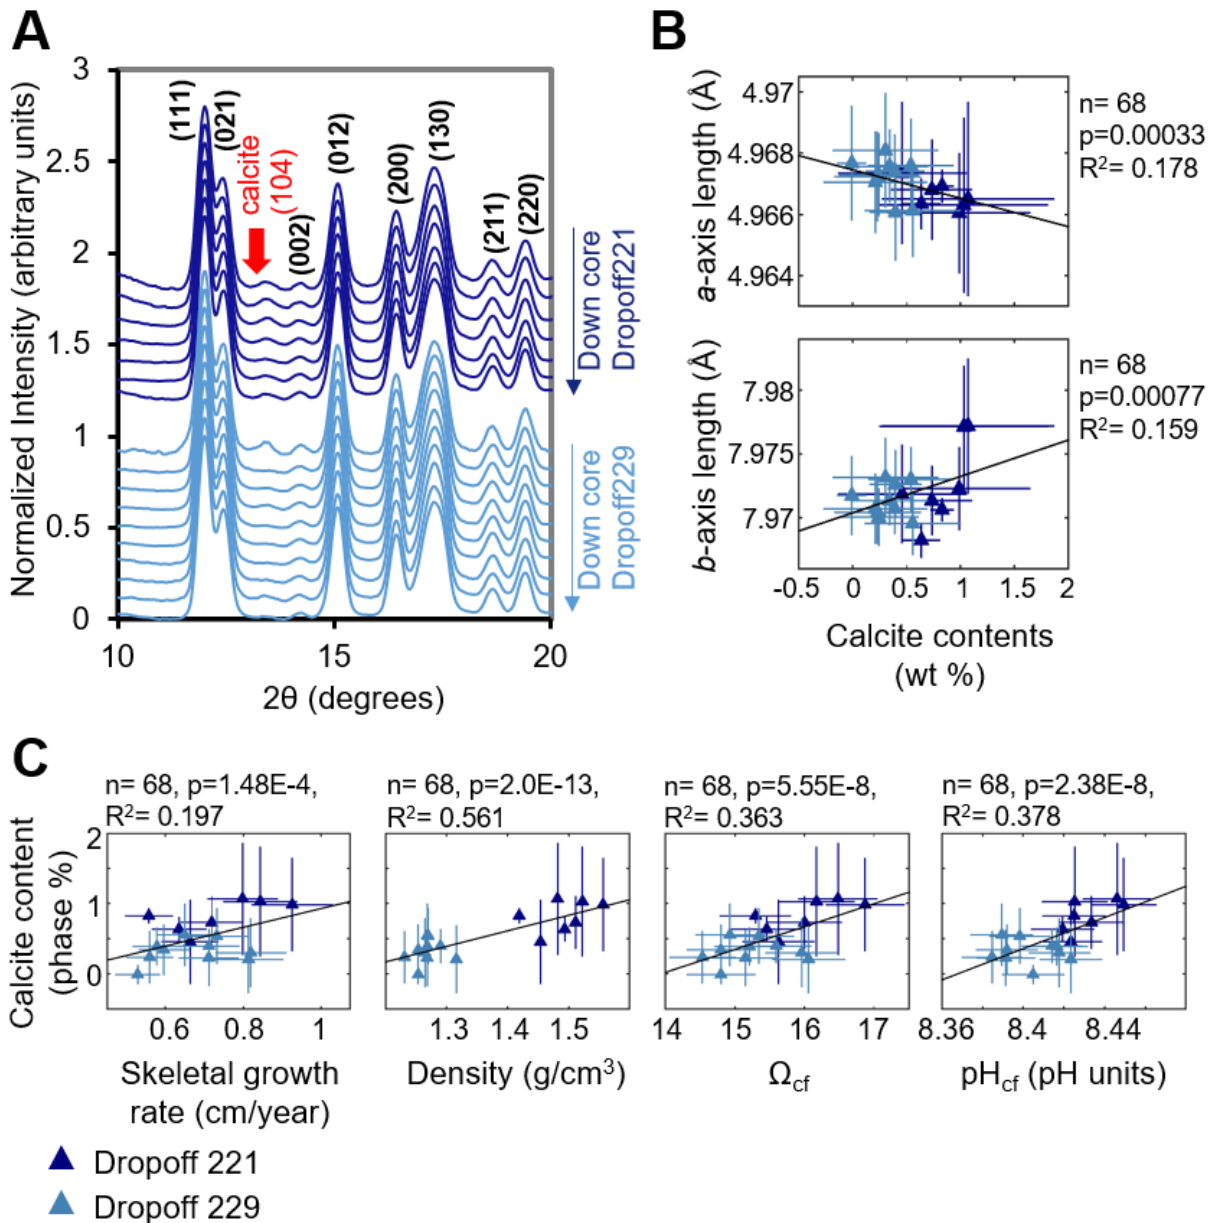 A
Normalized Intensity (arbitrary units)
3
2.5
2
1.5
1
0.5
0
10
15
20
2θ (degrees)
(111)
(021)
calcite
(104)
(002)
(012)
(200)
(130)
(211)
(220)
Down core
Dropoff221
Down core
Dropoff229
B
a-axis length (Å)
4.97
4.968
4.966
4.964
n= 68
p=0.00033
R²= 0.178
b-axis length (Å)
7.98
7.975
7.97
n= 68
p=0.00077
R²= 0.159
-0.5
0
0.5
1
1.5
2
Calcite contents
(wt %)
C
Calcite content
(phase %)
2
1
0
n= 68, p=1.48E-4,
R²= 0.197
0.6
0.8
1
Skeletal growth
rate (cm/year)
n= 68, p=2.0E-13,
R²= 0.561
1.3
1.4
1.5
Density (g/cm³)
n= 68, p=5.55E-8,
R²= 0.363
14
15
16
17
Ωcf
n= 68, p=2.38E-8,
R²= 0.378
8.36
8.4
8.44
pHcf (pH units)
Dropoff 221
Dropoff 229